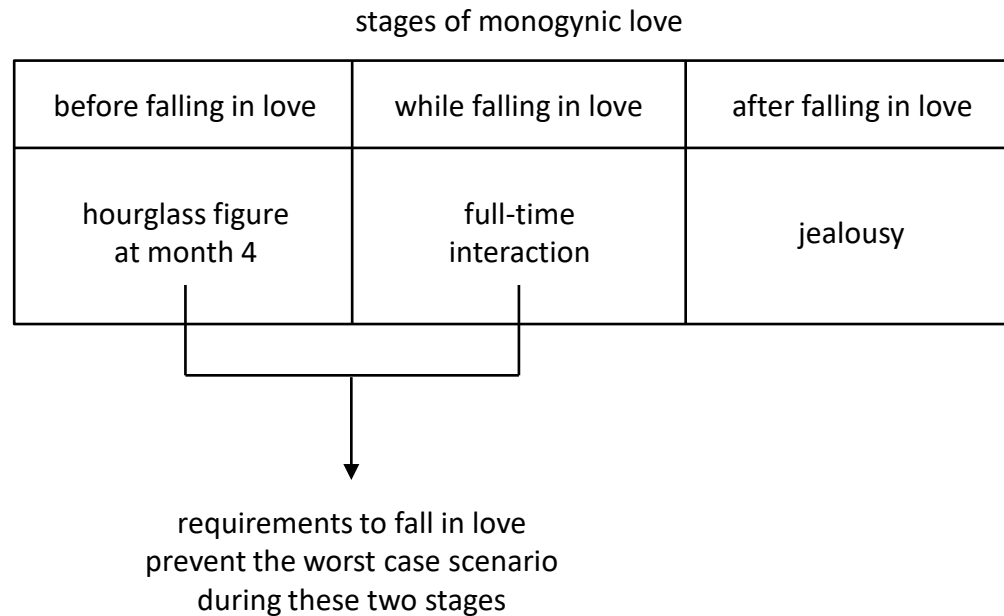 stages of monogynic love
before falling in love
while falling in love
after falling in love
hourglass figure
at month 4
full-time
interaction
jealousy
requirements to fall in love
prevent the worst case scenario
during these two stages